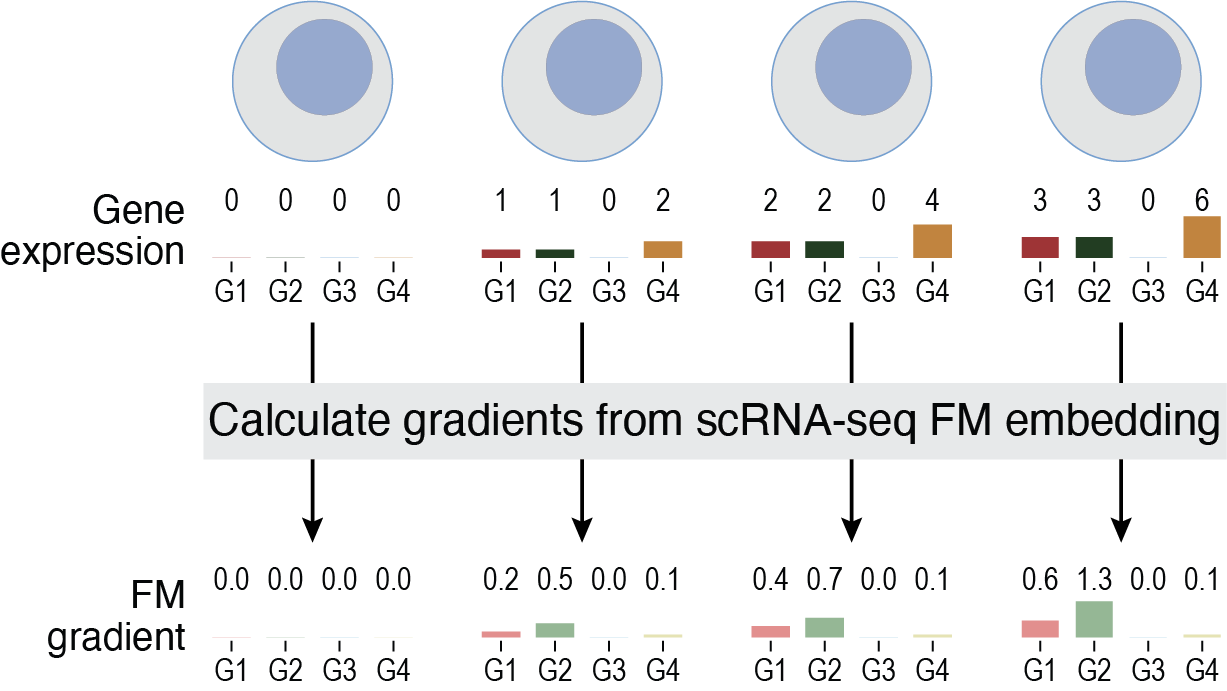 Gene
expression
0 0 0 0 1 1 0 2 2 2 0 4 3 3 0 6
G1 G2 G3 G4 G1 G2 G3 G4 G1 G2 G3 G4 G1 G2 G3 G4
Calculate gradients from scRNA-seq FM embedding
FM
gradient
0.0 0.0 0.0 0.0 0.2 0.5 0.0 0.1 0.4 0.7 0.0 0.1 0.6 1.3 0.0 0.1
G1 G2 G3 G4 G1 G2 G3 G4 G1 G2 G3 G4 G1 G2 G3 G4